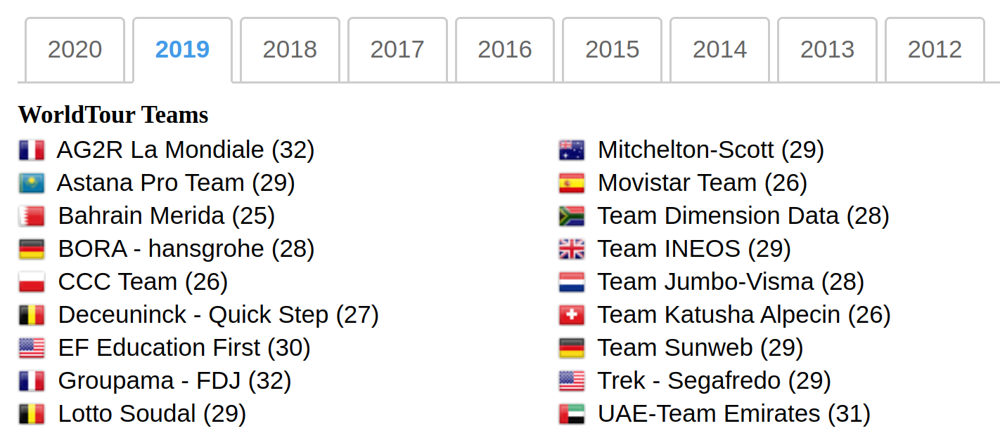 2020 2019 2018 2017 2016 2015 2014 2013 2012
WorldTour Teams
AG2R La Mondiale (32)
Astana Pro Team (29)
Bahrain Merida (25)
BORA - hansgrohe (28)
CCC Team (26)
Deceuninck - Quick Step (27)
EF Education First (30)
Groupama - FDJ (32)
Lotto Soudal (29)
Mitchelton-Scott (29)
Movistar Team (26)
Team Dimension Data (28)
Team INEOS (29)
Team Jumbo-Visma (28)
Team Katusha Alpecin (26)
Team Sunweb (29)
Trek - Segafredo (29)
UAE-Team Emirates (31)